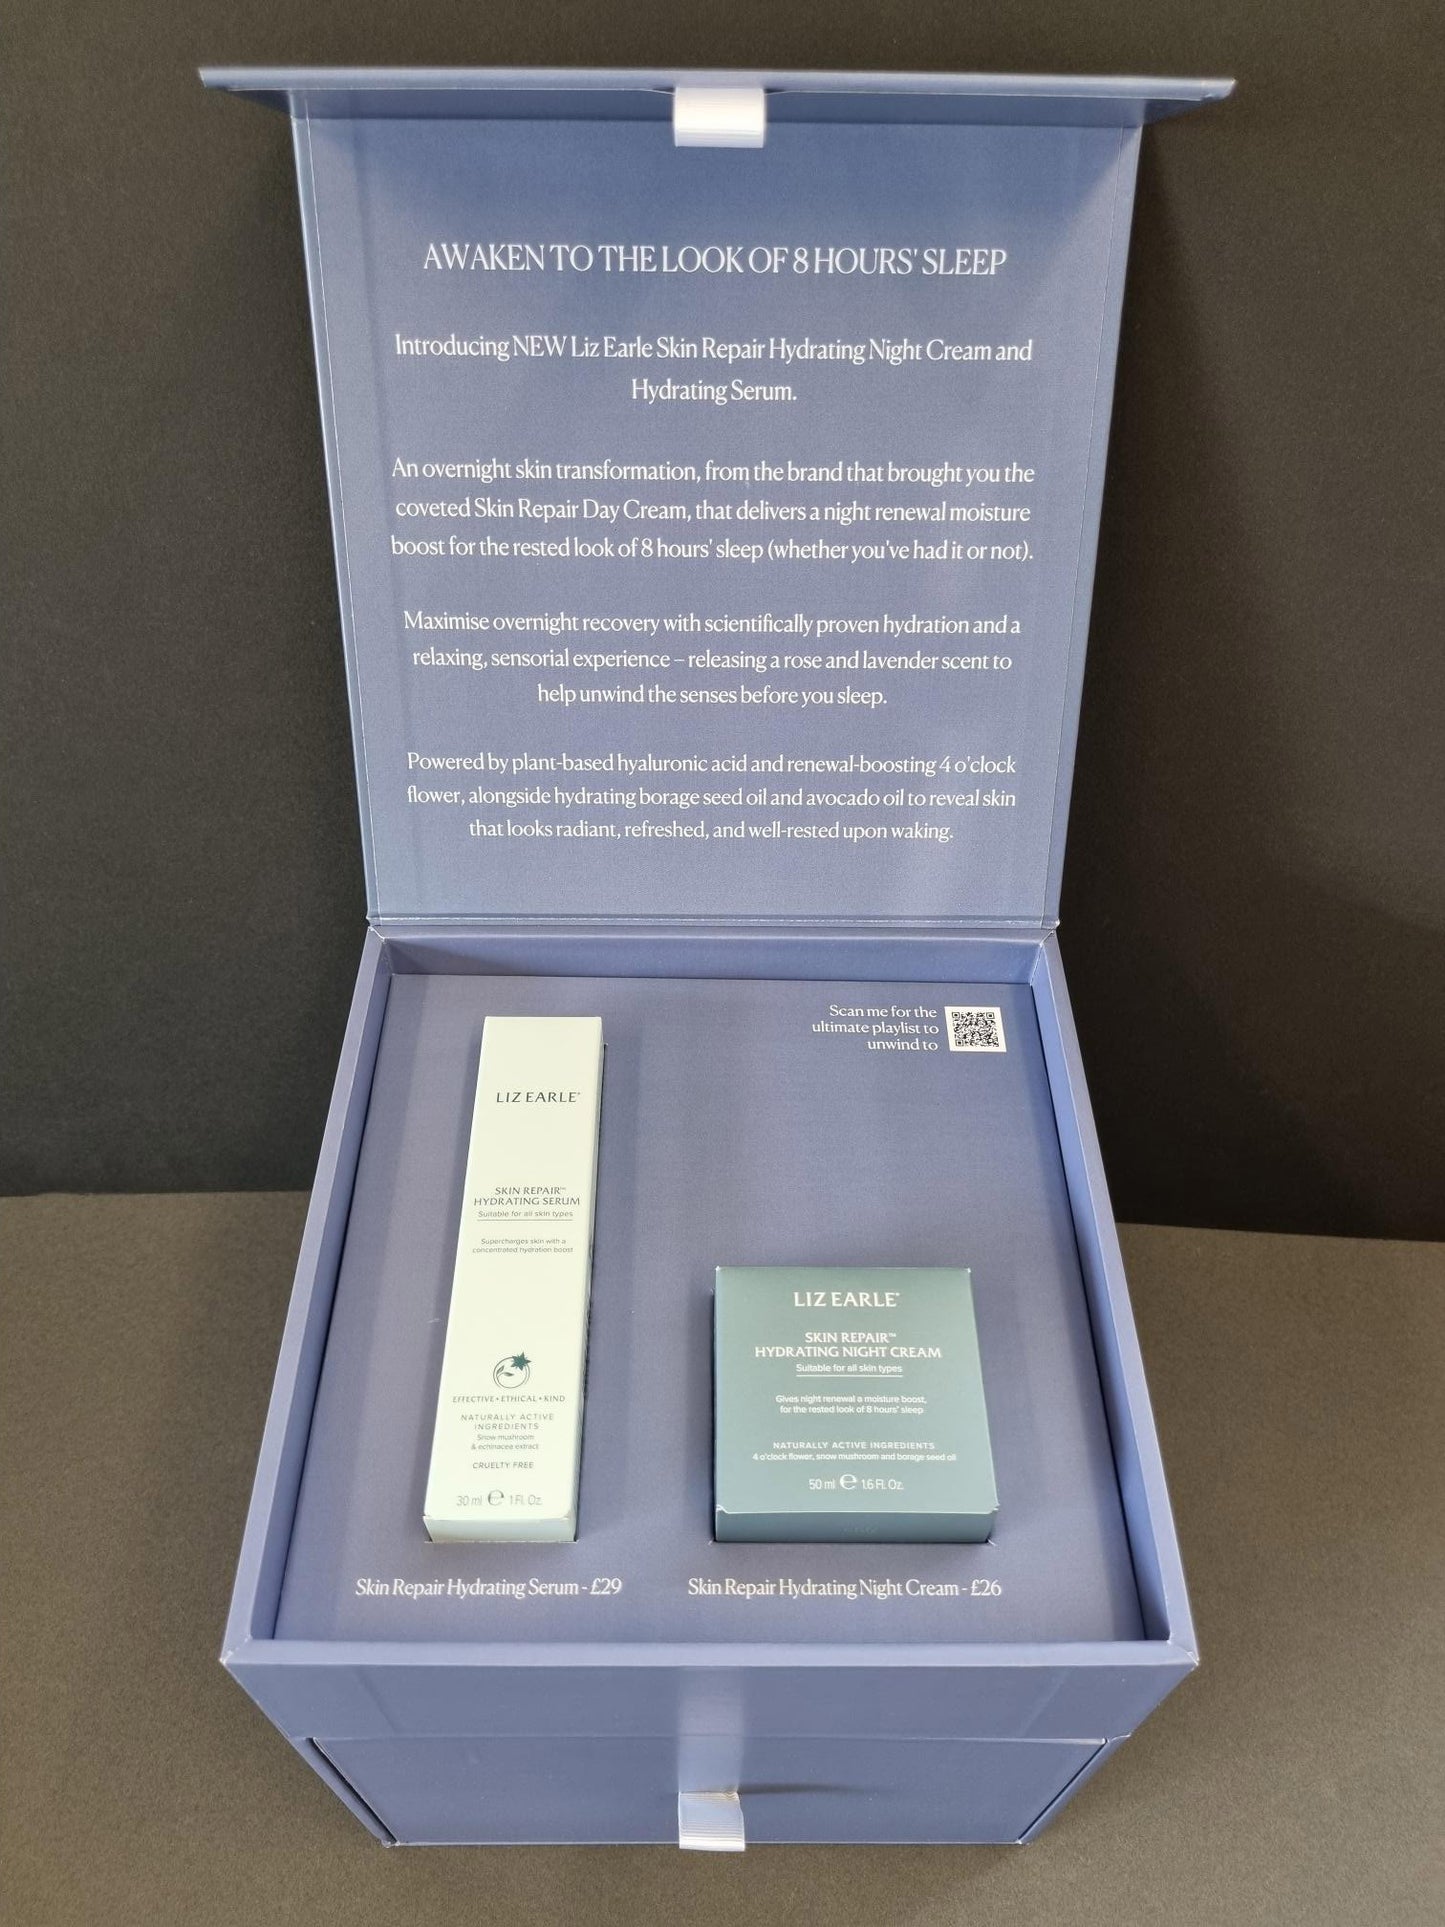 AWAKEN TO THE LOOK OF 8 HOURS' SLEEP
Introducing NEW Liz Earle Skin Repair Hydrating Night Cream and
Hydrating Serum.
An overnight skin transformation, from the brand that brought you the
coveted Skin Repair Day Cream, that delivers a night renewal moisture
boost for the rested look of 8 hours' sleep (whether you've had it or not).
Maximise overnight recovery with scientifically proven hydration and a
relaxing, sensorial experience – releasing a rose and lavender scent to
help unwind the senses before you sleep.
Powered by plant-based hyaluronic acid and renewal-boosting 4 o'clock
flower, alongside hydrating borage seed oil and avocado oil to reveal skin
that looks radiant, refreshed, and well-rested upon waking.
Scan me for the
ultimate playlist to
unwind to
LIZ EARLE
SKIN REPAIR™
HYDRATING SERUM
Suitable for all skin types
Supercharges skin with a
concentrated hydration boost
EFFECTIVE • ETHICAL • KIND
NATURALLY ACTIVE
INGREDIENTS
Snow mushroom
& echinacea extract
CRUELTY FREE
30 ml ℮ 1 Fl. Oz.
LIZ EARLE
SKIN REPAIR™
HYDRATING NIGHT CREAM
Suitable for all skin types
Gives night renewal a moisture boost,
for the rested look of 8 hours' sleep
NATURALLY ACTIVE INGREDIENTS
4 o'clock flower, snow mushroom and borage seed oil
50 ml ℮ 1.6 Fl. Oz.
Skin Repair Hydrating Serum - £29
Skin Repair Hydrating Night Cream - £26